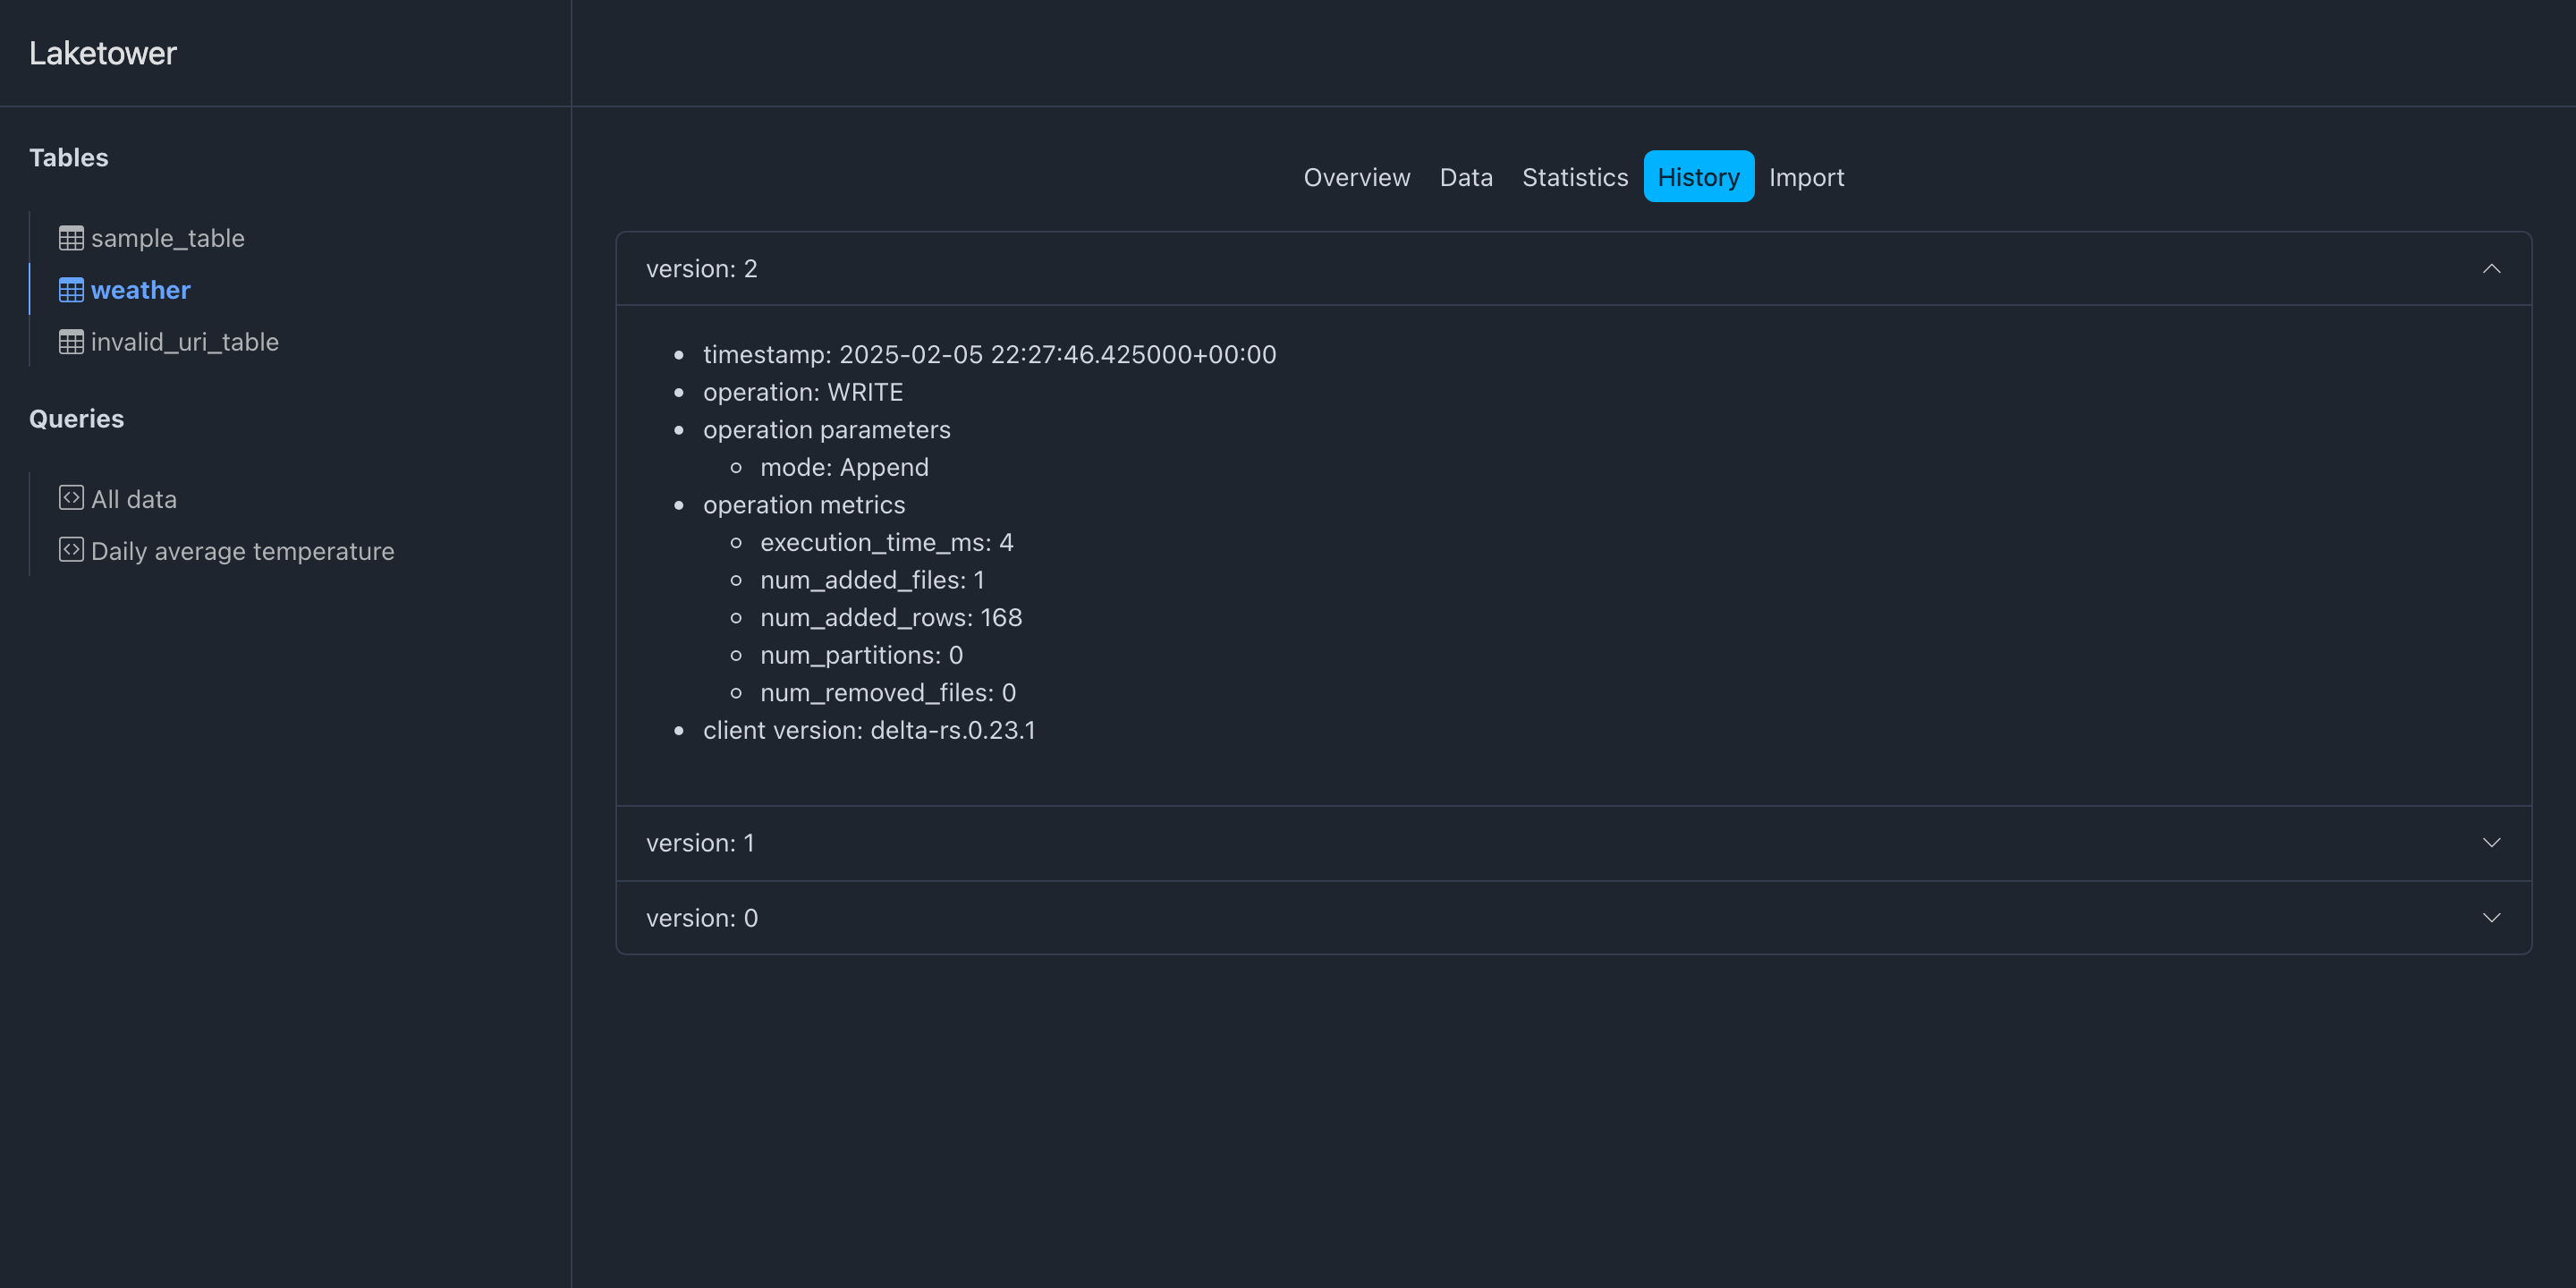 Laketower
Tables
sample_table
weather
invalid_uri_table
Queries
All data
Daily average temperature
Overview Data Statistics History Import
version: 2
timestamp: 2025-02-05 22:27:46.425000+00:00
operation: WRITE
operation parameters
mode: Append
operation metrics
execution_time_ms: 4
num_added_files: 1
num_added_rows: 168
num_partitions: 0
num_removed_files: 0
client version: delta-rs.0.23.1
version: 1
version: 0